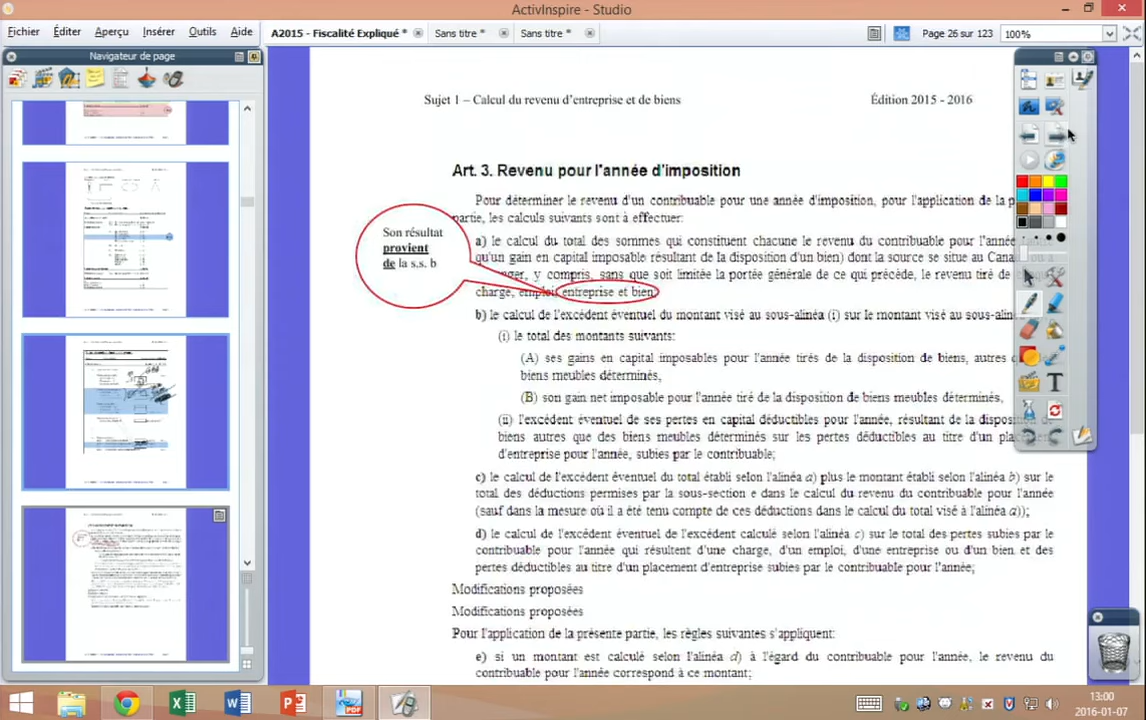 ActivInspire - Studio
Fichier Éditer Aperçu Insérer Outils Aide
A2015 - Fiscalité Expliqué * Sans titre * Sans titre * Page 26 sur 123 100%
Navigateur de page
Sujet 1 – Calcul du revenu d'entreprise et de biens Édition 2015 - 2016
Art. 3. Revenu pour l'année d'imposition
Pour déterminer le revenu d'un contribuable pour une année d'imposition, pour l'application de la
partie, les calculs suivants sont à effectuer:
Son résultat
provient
de la s.s. b
a) le calcul du total des sommes qui constituent chacune le revenu du contribuable pour l'année
qu'un gain en capital imposable résultant de la disposition d'un bien) dont la source se situe au
y compris, sans que soit limitée la portée générale de ce qui précède, le revenu tiré de
charge, emploi, entreprise et bien;
b) le calcul de l'excédent éventuel du montant visé au sous-alinéa (i) sur le montant visé au
(i) le total des montants suivants:
(A) ses gains en capital imposables pour l'année tirés de la disposition de biens, autres
biens meubles déterminés,
(B) son gain net imposable pour l'année tiré de la disposition de biens meubles déterminés,
(ii) l'excédent éventuel de ses pertes en capital déductibles pour l'année, résultant de la
biens autres que des biens meubles déterminés sur les pertes déductibles au titre d'un
d'entreprise pour l'année, subies par le contribuable;
c) le calcul de l'excédent éventuel du total établi selon l'alinéa a) plus le montant établi selon l'alinéa b) sur le
total des déductions permises par la sous-section e dans le calcul du revenu du contribuable pour l'année
(sauf dans la mesure où il a été tenu compte de ces déductions dans le calcul du total visé à l'alinéa a));
d) le calcul de l'excédent éventuel de l'excédent calculé selon l'alinéa c) sur le total des pertes subies par le
contribuable pour l'année qui résultent d'une charge, d'un emploi, d'une entreprise ou d'un bien et des
pertes déductibles au titre d'un placement d'entreprise subies par le contribuable pour l'année;
Modifications proposées
Modifications proposées
Pour l'application de la présente partie, les règles suivantes s'appliquent:
e) si un montant est calculé selon l'alinéa d) à l'égard du contribuable pour l'année, le revenu du
contribuable pour l'année correspond à ce montant;
13:00
2016-01-07